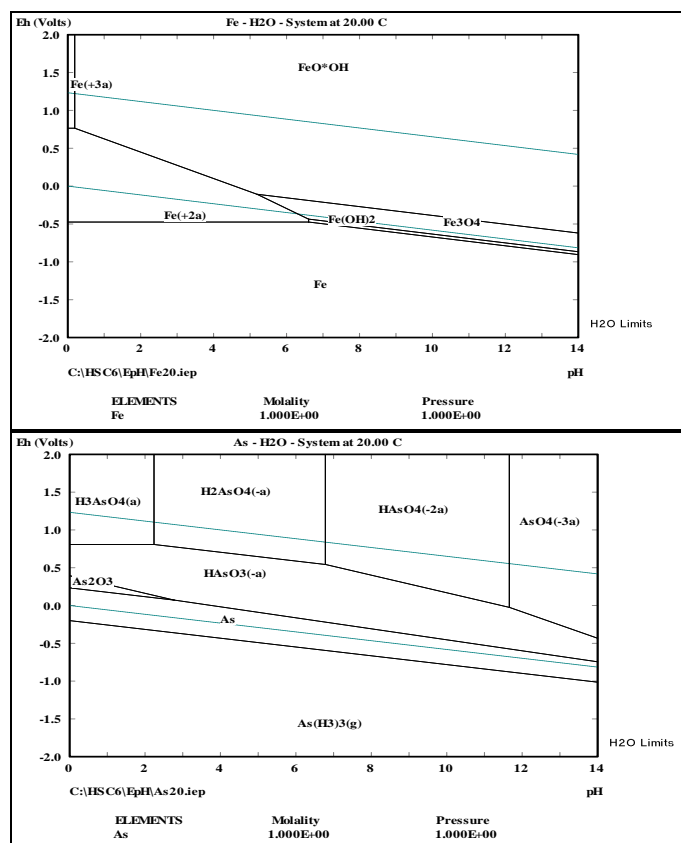 Eh (Volts) Fe - H2O - System at 20.00 C
2.0
FeO*OH
1.5
Fe(+3a)
1.0
0.5
0.0
Fe(+2a) Fe(OH)2 Fe3O4
-0.5
-1.0
Fe
-1.5
H2O Limits
-2.0
0 2 4 6 8 10 12 14
C:\HSC6\EpH\Fe20.iep pH
ELEMENTS Molality Pressure
Fe 1.000E+00 1.000E+00
Eh (Volts) As - H2O - System at 20.00 C
2.0
H3AsO4(a) H2AsO4(-a) HAsO4(-2a) AsO4(-3a)
1.5
1.0
0.5
HAsO3(-a)
As2O3
0.0
As
-0.5
-1.0
As(H3)3(g)
-1.5
H2O Limits
-2.0
0 2 4 6 8 10 12 14
C:\HSC6\EpH\As20.iep pH
ELEMENTS Molality Pressure
As 1.000E+00 1.000E+00